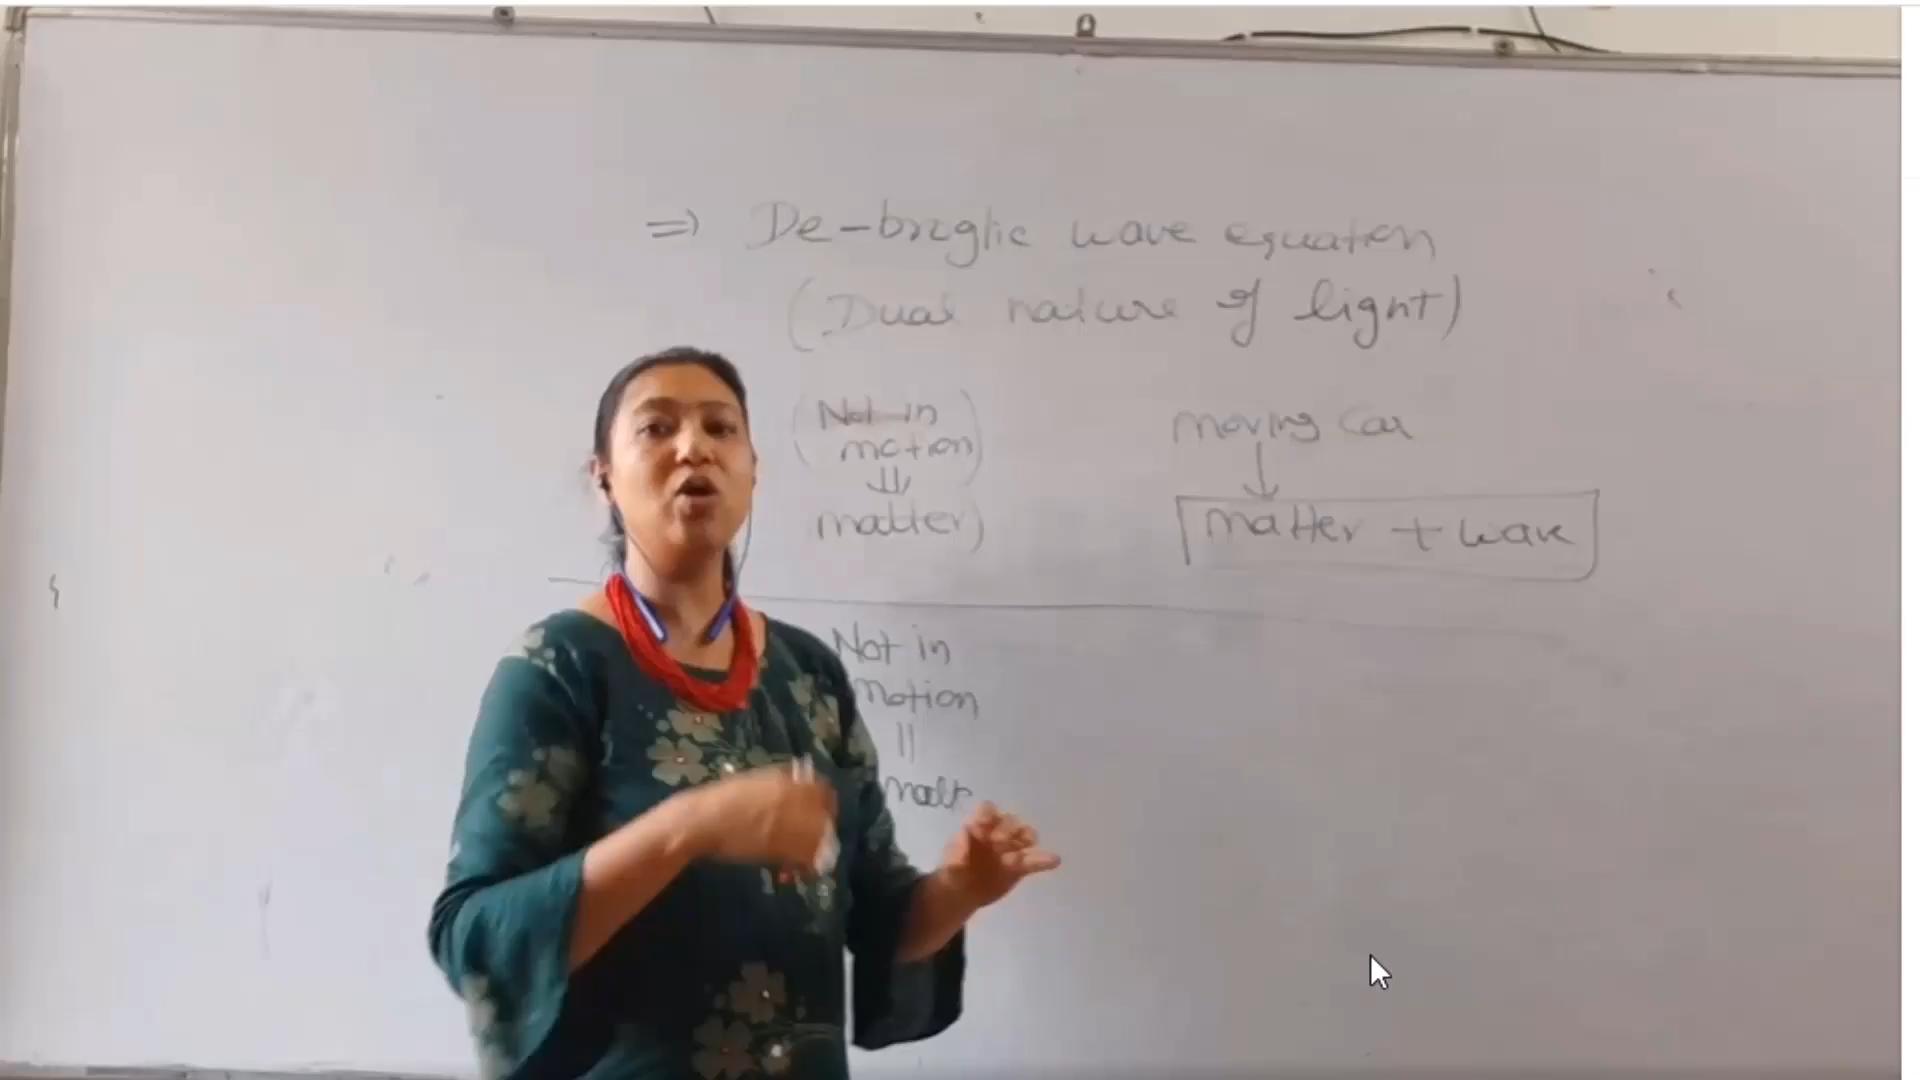 => De-broglie wave equation
(Dual nature of light)
(Not in
motion
matter)
moving car
matter + wave
Not in
Motion
||